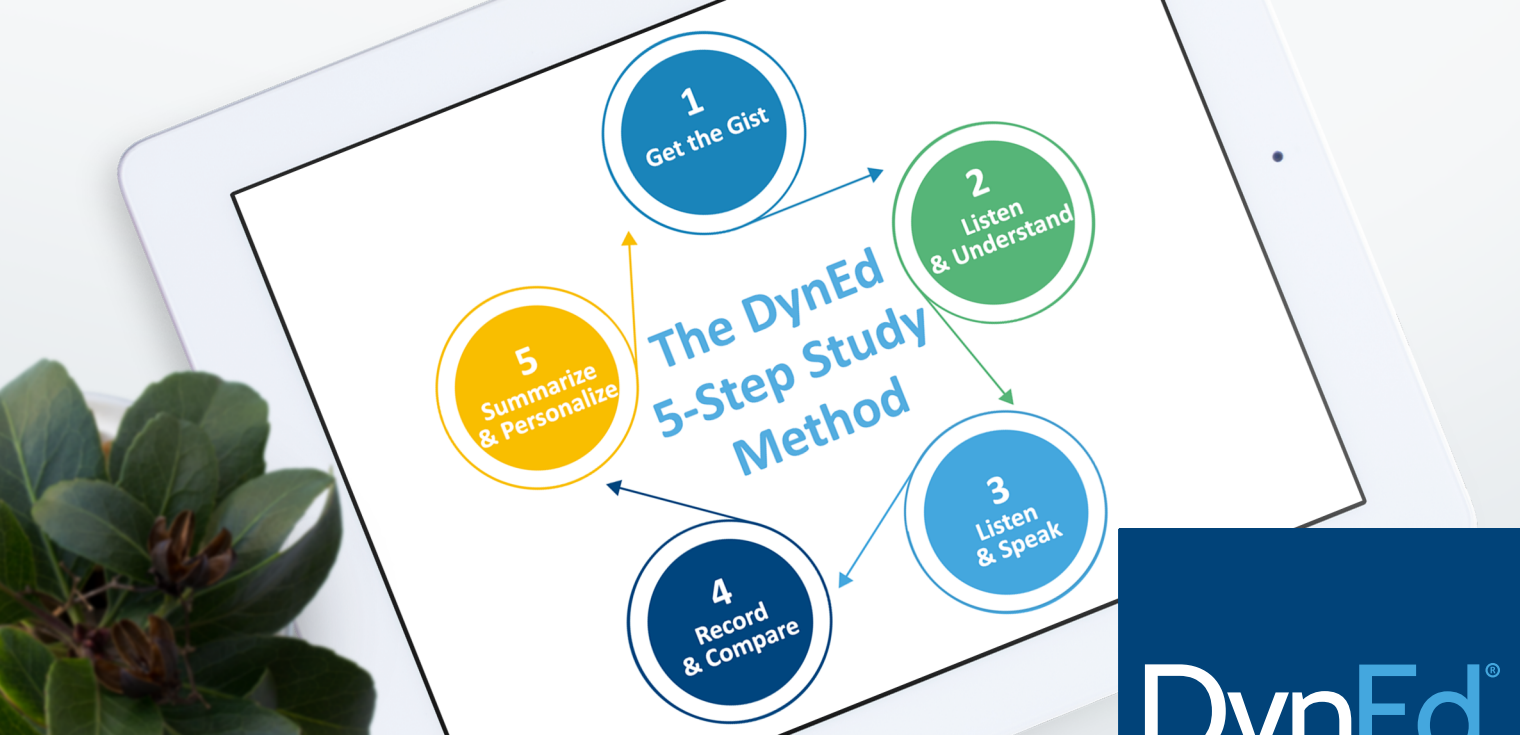 1
Get the Gist
2
Listen
& Understand
The DynEd
5-Step Study
Method
3
Listen
& Speak
4
Record
& Compare
5
Summarize
& Personalize
DynEd®